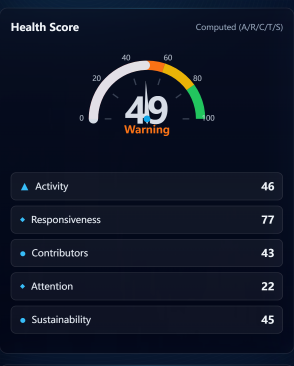 Health Score
Computed (A/R/C/T/S)
0
20
40
60
80
100
49
Warning
Activity 46
Responsiveness 77
Contributors 43
Attention 22
Sustainability 45